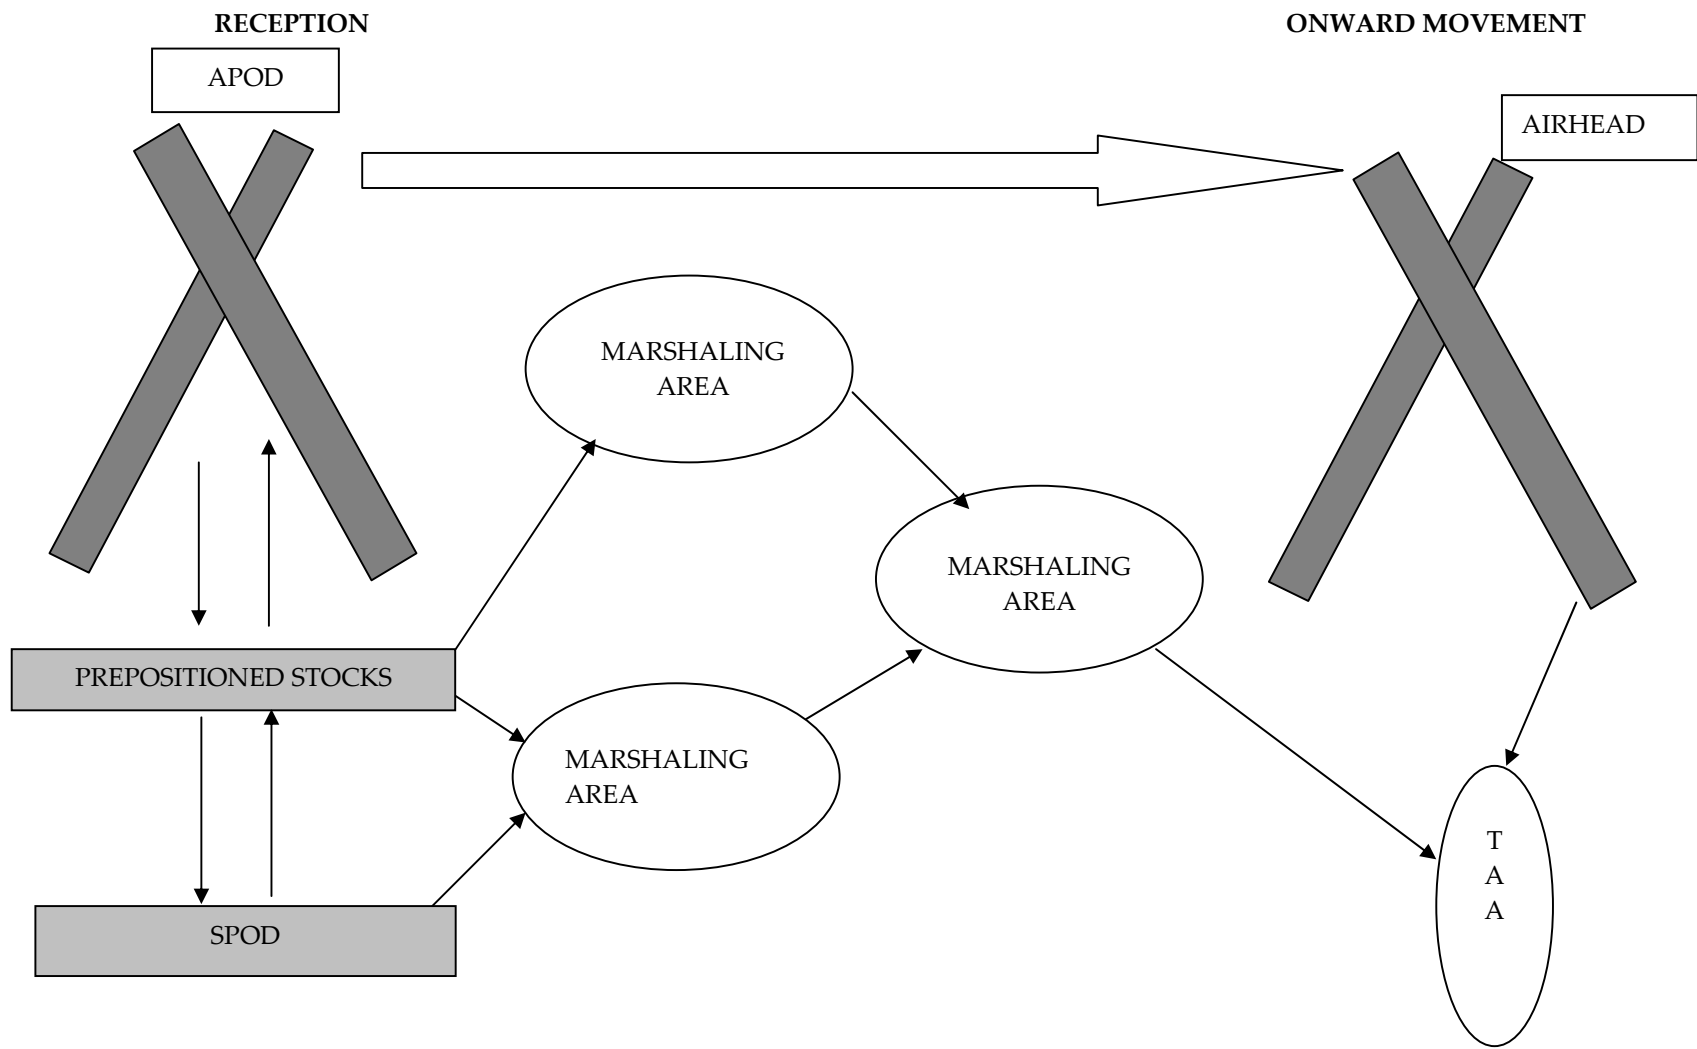 RECEPTION
ONWARD MOVEMENT
APOD
AIRHEAD
MARSHALING
AREA
MARSHALING
AREA
PREPOSITIONED STOCKS
MARSHALING
AREA
T
A
A
SPOD